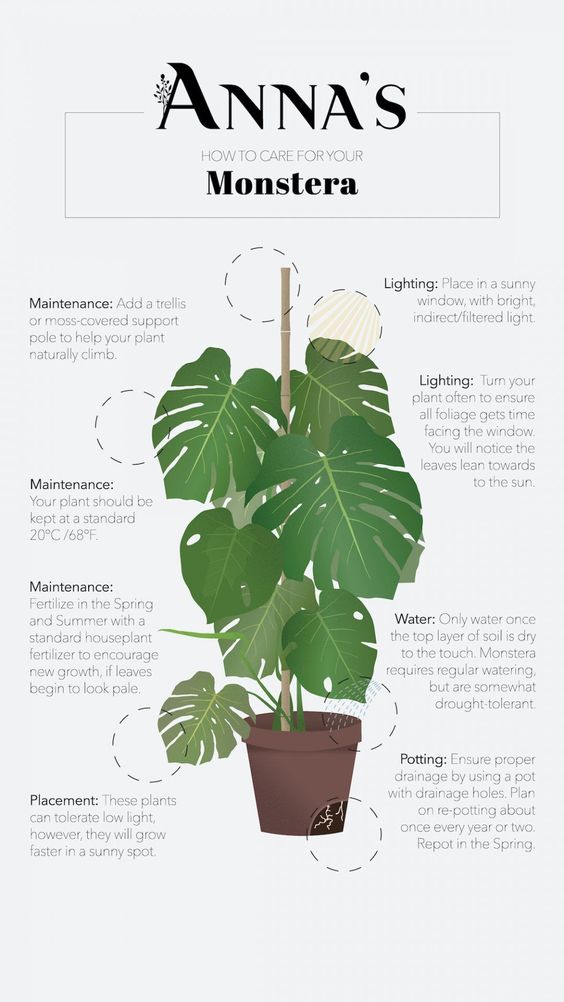 ANNA'S
HOW TO CARE FOR YOUR
Monstera
Maintenance: Add a trellis
or moss-covered support
pole to help your plant
naturally climb.
Maintenance:
Your plant should be
kept at a standard
20ºC /68ºF.
Maintenance:
Fertilize in the Spring
and Summer with a
standard houseplant
fertilizer to encourage
new growth, if leaves
begin to look pale.
Placement: These plants
can tolerate low light,
however, they will grow
faster in a sunny spot.
Lighting: Place in a sunny
window, with bright,
indirect/filtered light.
Lighting: Turn your
plant often to ensure
all foliage gets time
facing the window.
You will notice the
leaves lean towards
to the sun.
Water: Only water once
the top layer of soil is dry
to the touch. Monstera
requires regular watering,
but are somewhat
drought-tolerant.
Potting: Ensure proper
drainage by using a pot
with drainage holes. Plan
on re-potting about
once every year or two.
Repot in the Spring.